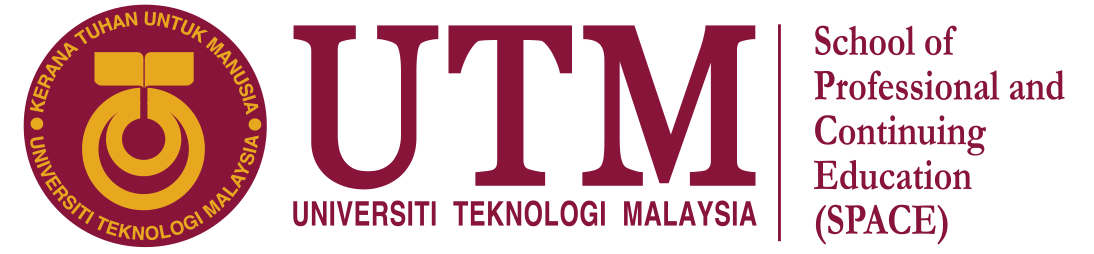 KERANA TUHAN UNTUK MANUSIA
UNIVERSITI TEKNOLOGI MALAYSIA
UTM
UNIVERSITI TEKNOLOGI MALAYSIA
School of
Professional and
Continuing
Education
(SPACE)